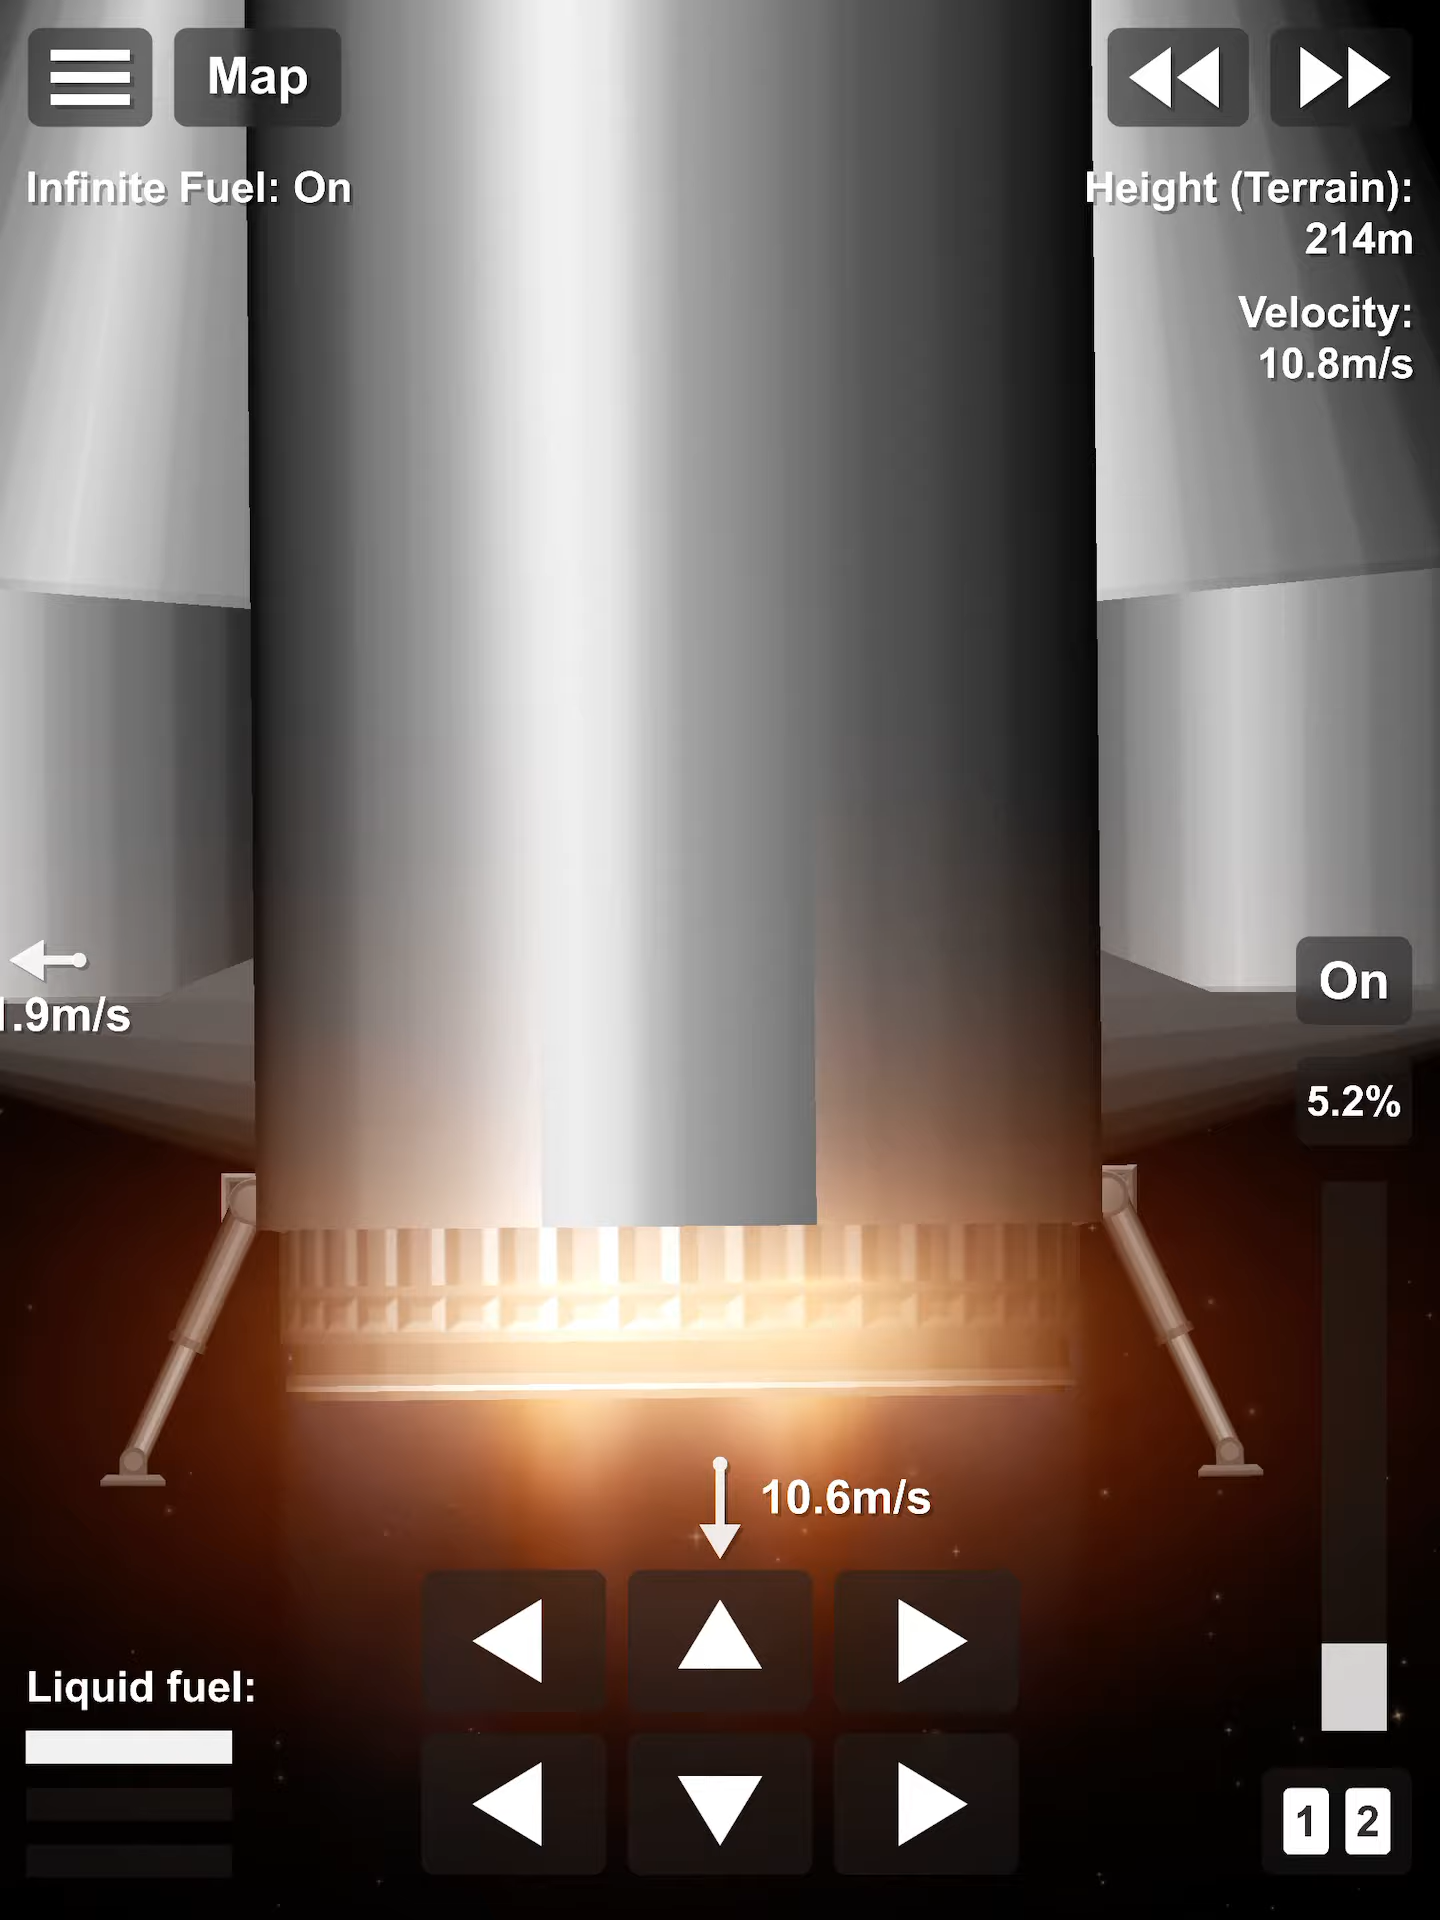 Map
Infinite Fuel: On
Height (Terrain):
214m
Velocity:
10.8m/s
.9m/s
On
5.2%
10.6m/s
Liquid fuel:
1 2